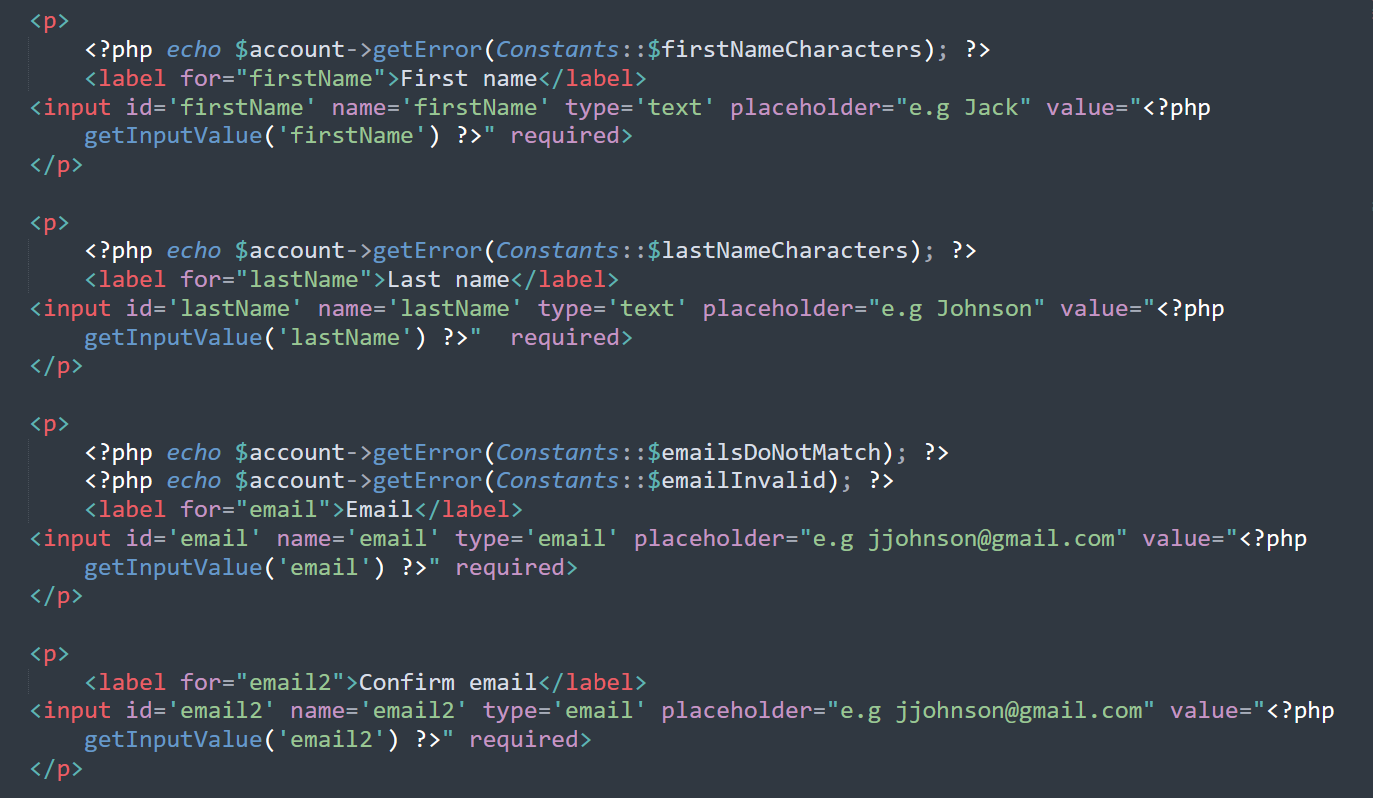 <p>
<?php echo $account->getError(Constants::$firstNameCharacters); ?>
<label for="firstName">First name</label>
<input id='firstName' name='firstName' type='text' placeholder="e.g Jack" value="<?php
getInputValue('firstName') ?>" required>
</p>
<p>
<?php echo $account->getError(Constants::$lastNameCharacters); ?>
<label for="lastName">Last name</label>
<input id='lastName' name='lastName' type='text' placeholder="e.g Johnson" value="<?php
getInputValue('lastName') ?>"  required>
</p>
<p>
<?php echo $account->getError(Constants::$emailsDoNotMatch); ?>
<?php echo $account->getError(Constants::$emailInvalid); ?>
<label for="email">Email</label>
<input id='email' name='email' type='email' placeholder="e.g jjohnson@gmail.com" value="<?php
getInputValue('email') ?>" required>
</p>
<p>
<label for="email2">Confirm email</label>
<input id='email2' name='email2' type='email' placeholder="e.g jjohnson@gmail.com" value="<?php
getInputValue('email2') ?>" required>
</p>